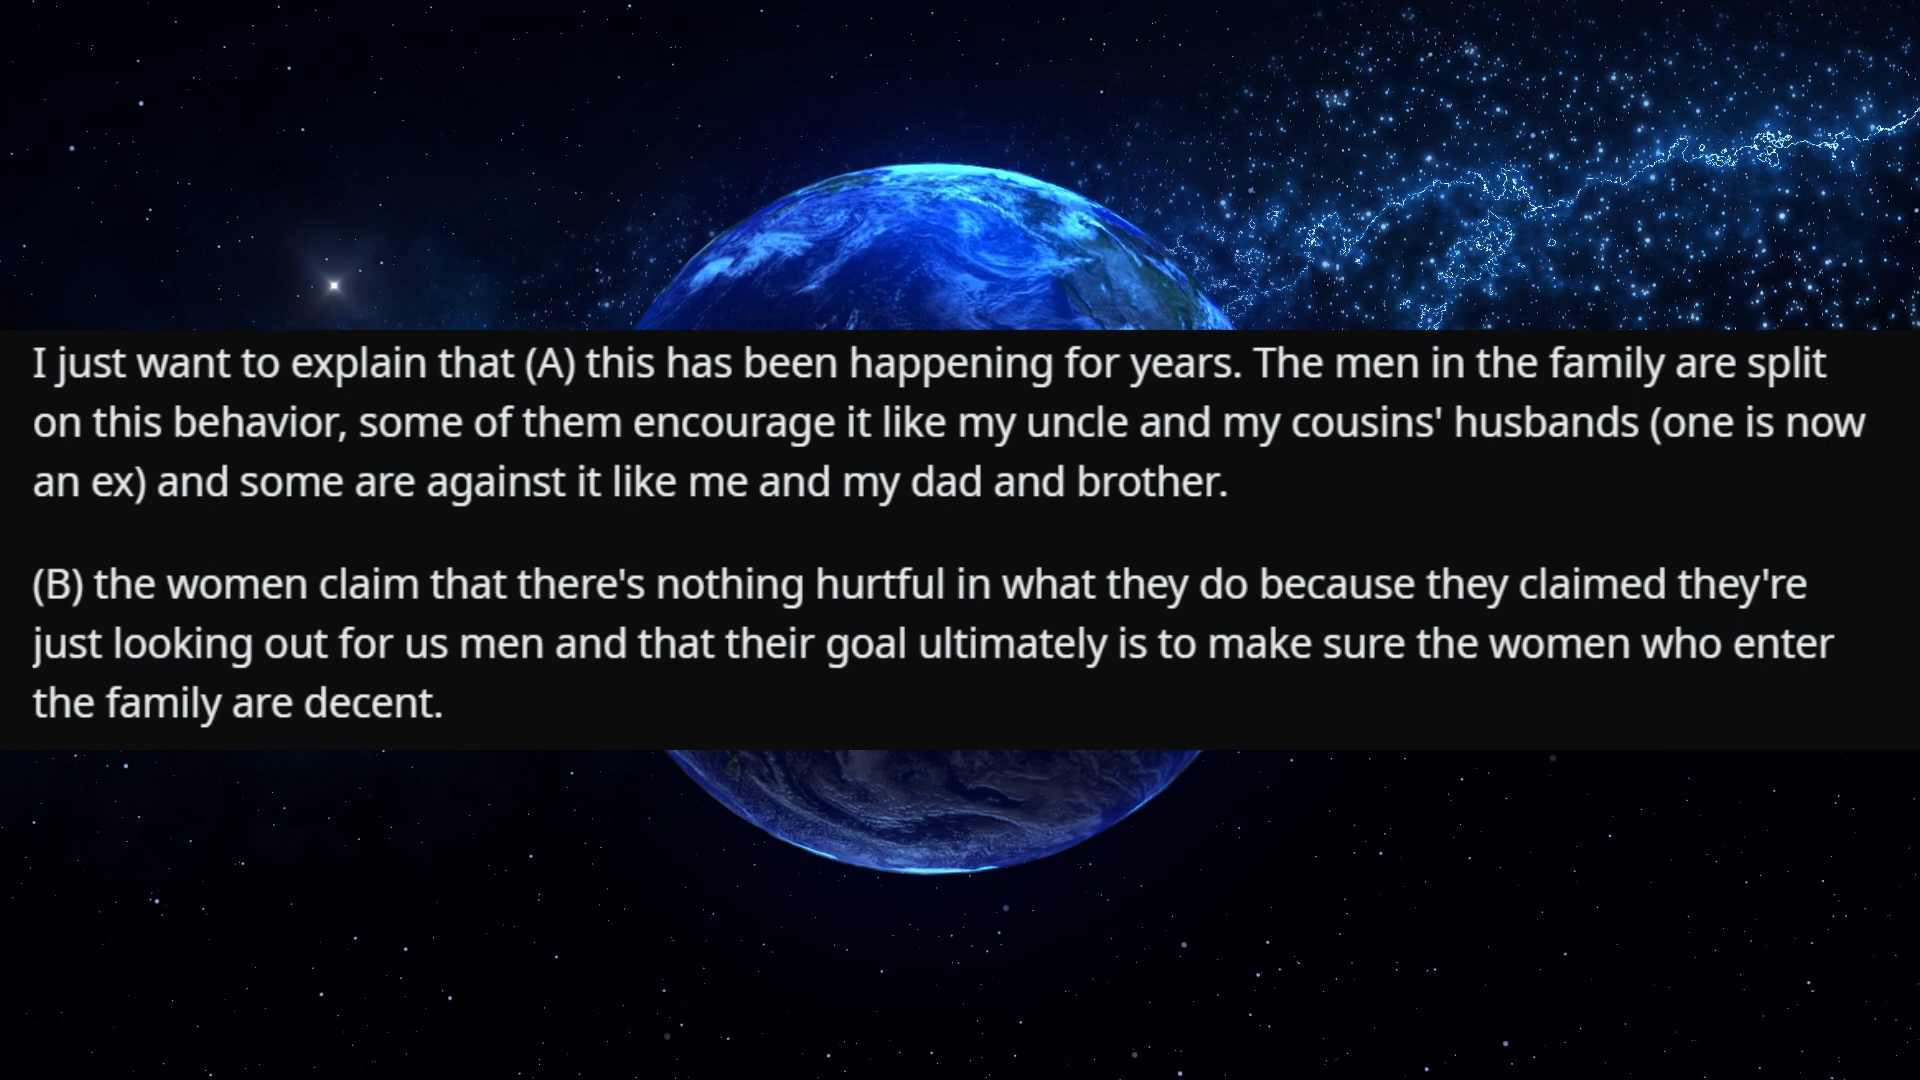 I just want to explain that (A) this has been happening for years. The men in the family are split
on this behavior, some of them encourage it like my uncle and my cousins' husbands (one is now
an ex) and some are against it like me and my dad and brother.
(B) the women claim that there's nothing hurtful in what they do because they claimed they're
just looking out for us men and that their goal ultimately is to make sure the women who enter
the family are decent.